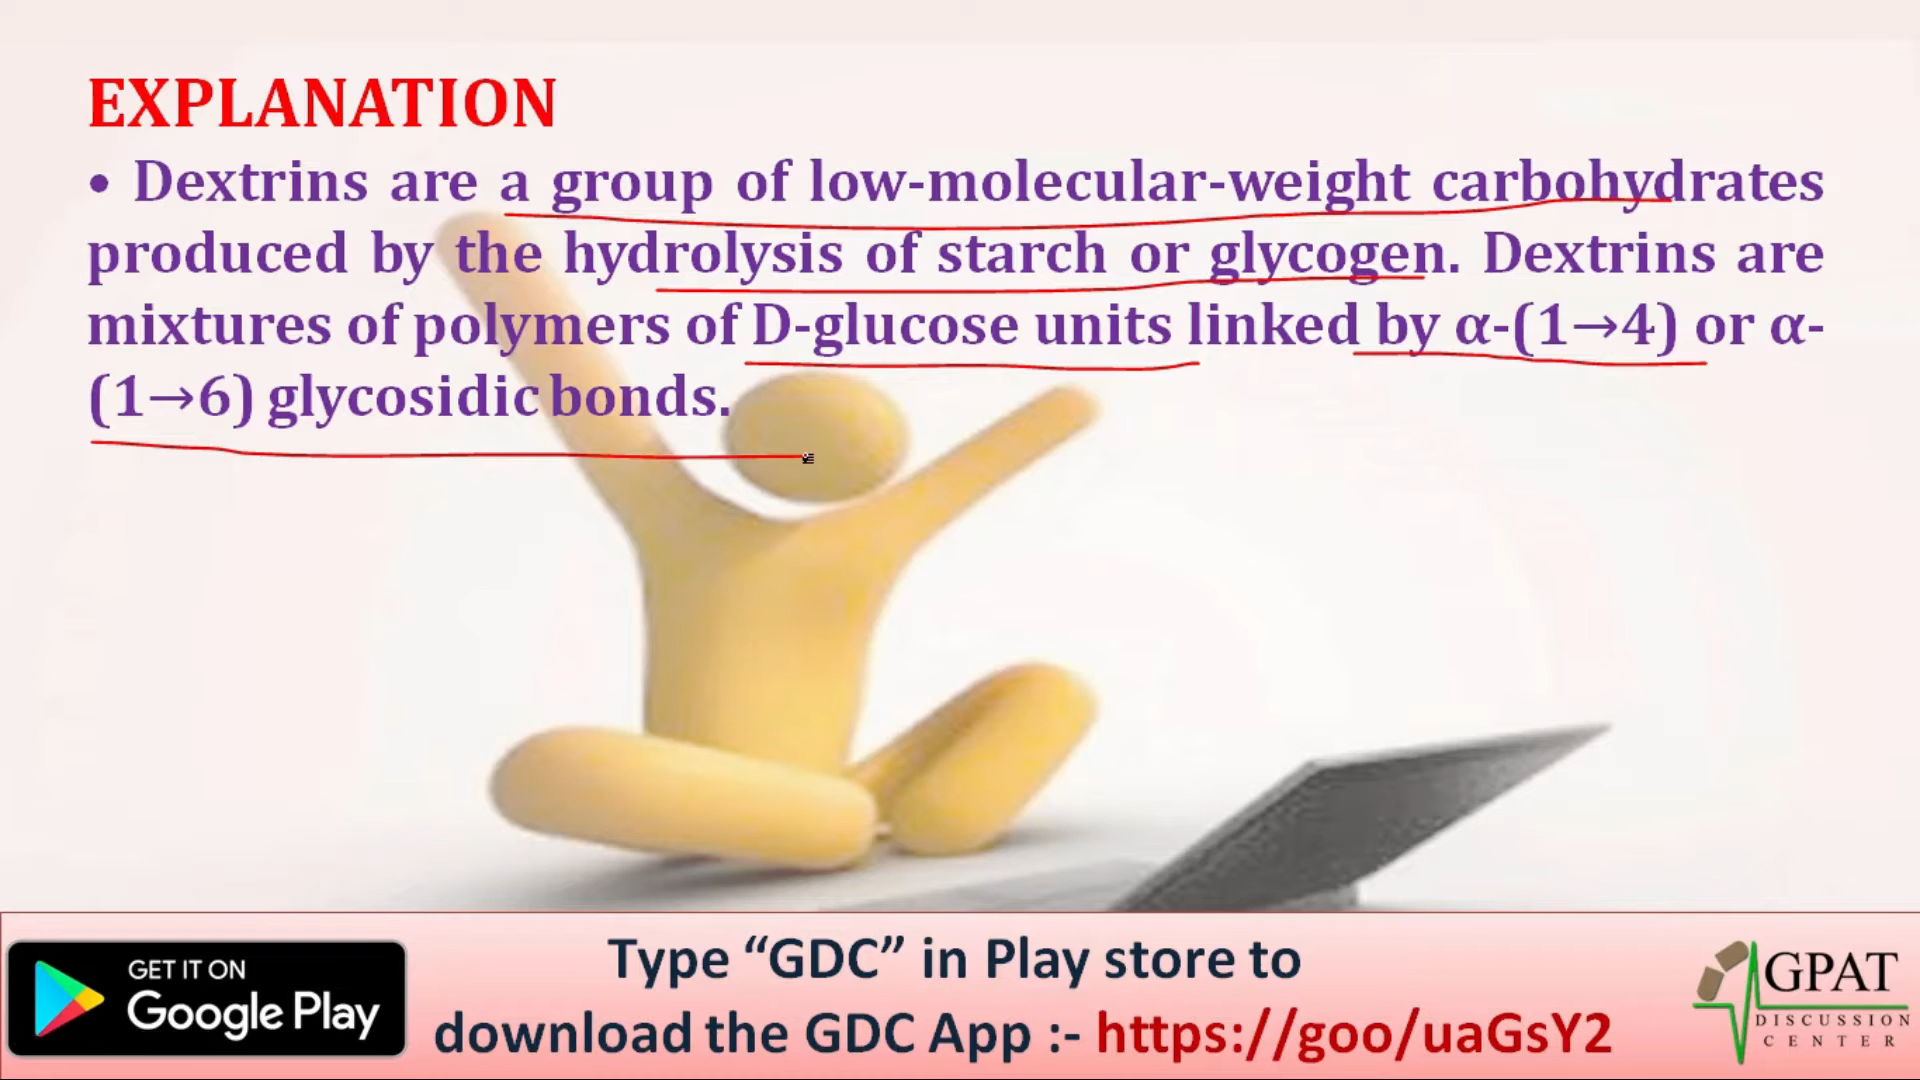 EXPLANATION
• Dextrins are a group of low-molecular-weight carbohydrates
produced by the hydrolysis of starch or glycogen. Dextrins are
mixtures of polymers of D-glucose units linked by α-(1→4) or α-
(1→6) glycosidic bonds.
GET IT ON
Google Play
Type “GDC” in Play store to
download the GDC App :- https://goo/uaGsY2
GPAT
DISCUSSION
CENTER